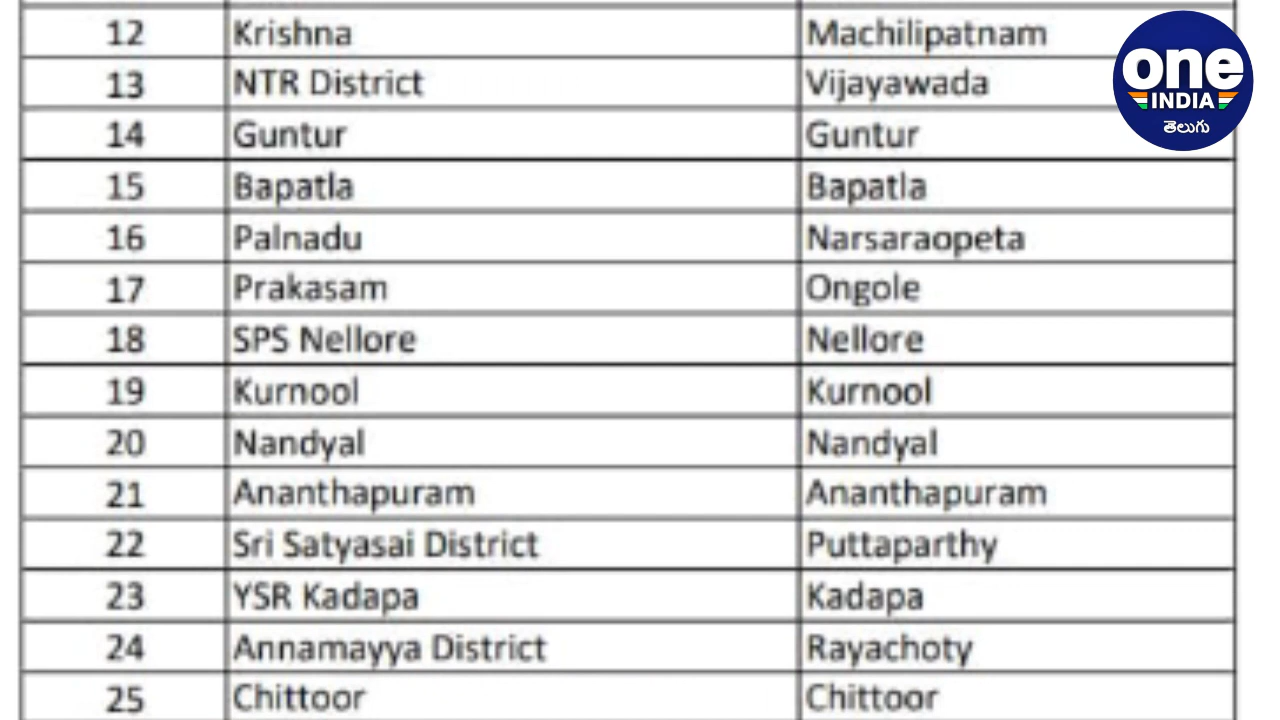 12 Krishna Machilipatnam
13 NTR District Vijayawada
14 Guntur Guntur
15 Bapatla Bapatla
16 Palnadu Narsaraopeta
17 Prakasam Ongole
18 SPS Nellore Nellore
19 Kurnool Kurnool
20 Nandyal Nandyal
21 Ananthapuram Ananthapuram
22 Sri Satyasai District Puttaparthy
23 YSR Kadapa Kadapa
24 Annamayya District Rayachoty
25 Chittoor Chittoor
one
INDIA
తెలుగు